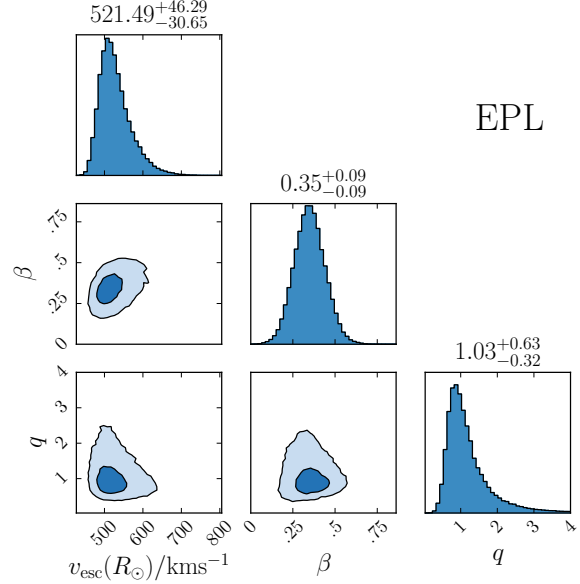 521.49+46.29−30.65
EPL
0.35+0.09−0.09
.75
.5
.25
0
β
1.03+0.63−0.32
4
3
2
1
q
500 600 700 800
0 .25 .5 .75
1 2 3 4
vesc(R⊙)/kms−1
β
q